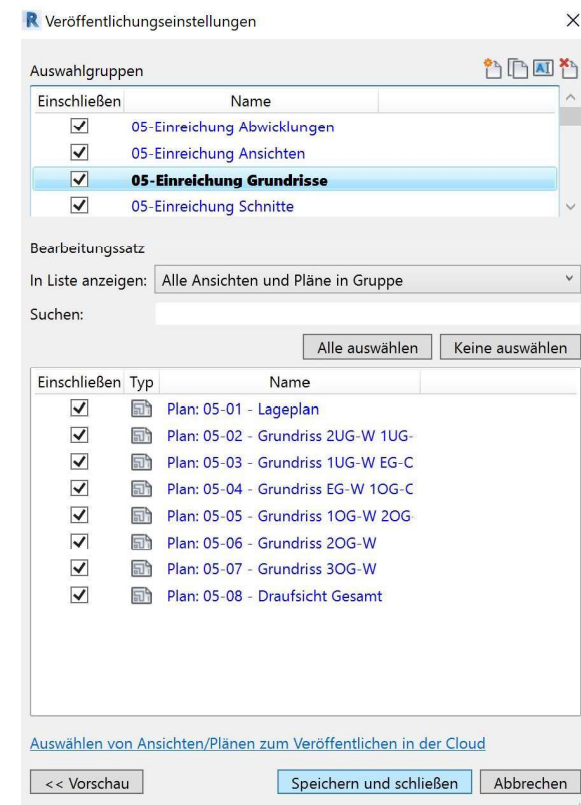 R Veröffentlichungseinstellungen
Auswahlgruppen
Einschließen Name
05-Einreichung Abwicklungen
05-Einreichung Ansichten
05-Einreichung Grundrisse
05-Einreichung Schnitte
Bearbeitungssatz
In Liste anzeigen: Alle Ansichten und Pläne in Gruppe
Suchen:
Alle auswählen Keine auswählen
Einschließen Typ Name
Plan: 05-01 - Lageplan
Plan: 05-02 - Grundriss 2UG-W 1UG-
Plan: 05-03 - Grundriss 1UG-W EG-C
Plan: 05-04 - Grundriss EG-W 1OG-C
Plan: 05-05 - Grundriss 1OG-W 2OG-
Plan: 05-06 - Grundriss 2OG-W
Plan: 05-07 - Grundriss 3OG-W
Plan: 05-08 - Draufsicht Gesamt
Auswählen von Ansichten/Plänen zum Veröffentlichen in der Cloud
<< Vorschau Speichern und schließen Abbrechen